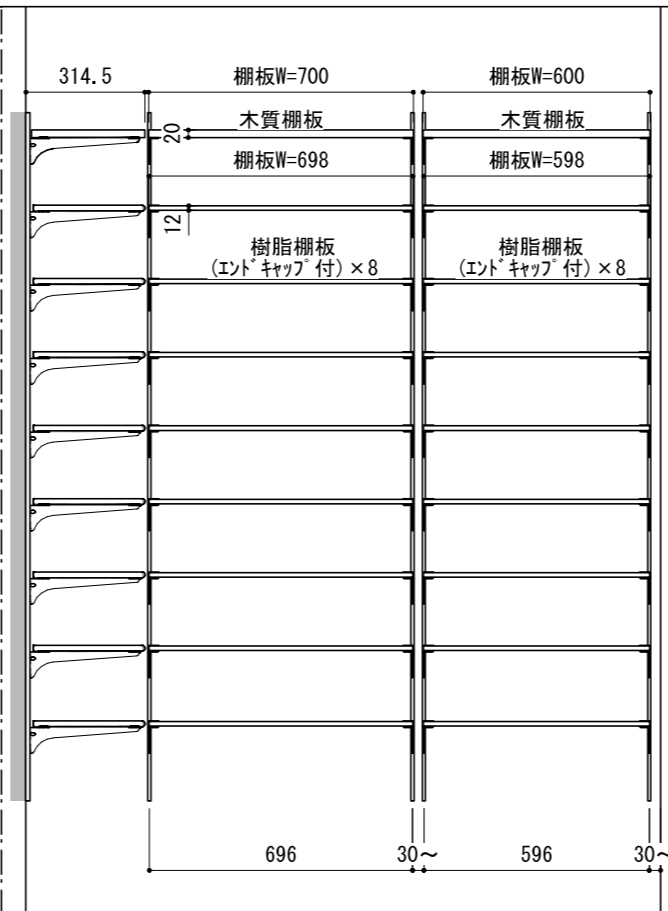 314.5
棚板W=700
棚板W=600
木質棚板
木質棚板
20
棚板W=698
棚板W=598
12
樹脂棚板
(エンドキャップ付)×8
樹脂棚板
(エンドキャップ付)×8
696
30~
596
30~